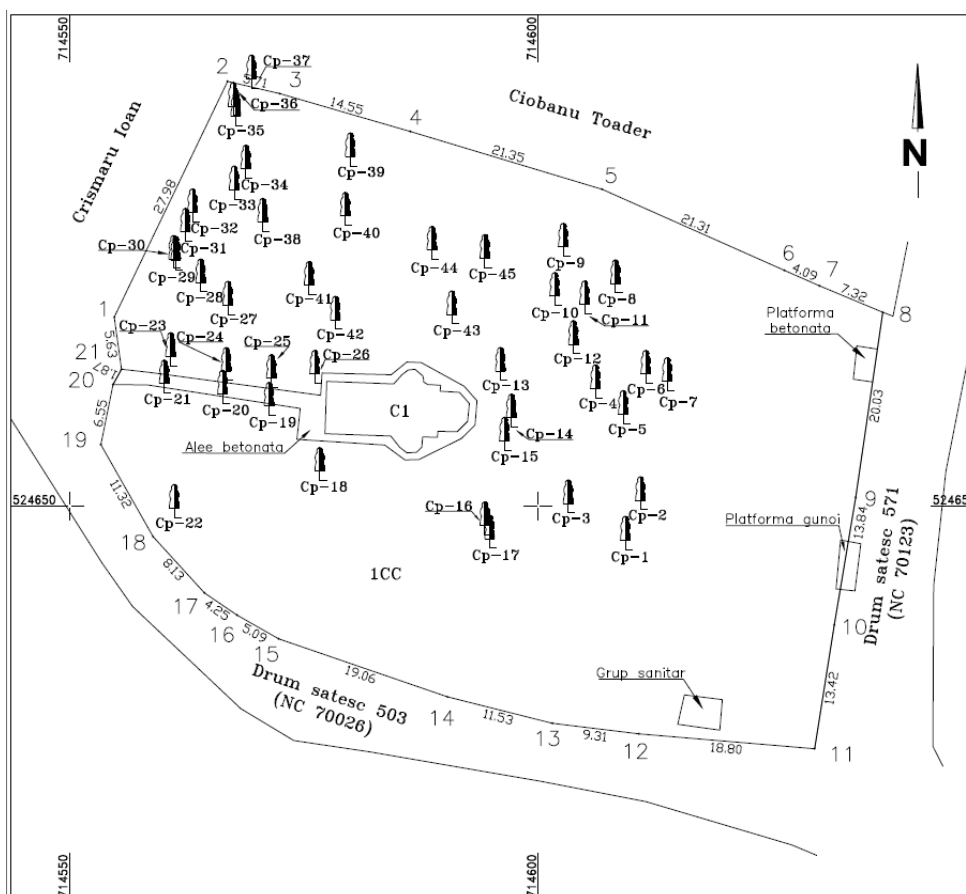 714550
714600
Cp-37
2
5.71
3
Cp-36
14.55
Ciobanu Toader
4
Cp-35
Crismaru Ioan
21.35
N
Cp-39
Cp-34
5
27.98
Cp-33
21.31
Cp-32
Cp-38
Cp-40
Cp-30
Cp-31
Cp-44
Cp-45
Cp-9
6
7
4.09
Cp-29
Cp-28
Cp-8
7.32
8
Cp-41
Cp-10
Cp-27
Cp-11
1
Cp-42
Cp-43
Platforma
betonata
Cp-23
Cp-24
5.63
Cp-25
Cp-12
21
Cp-26
1.87
Cp-13
Cp-6
20
Cp-21
Cp-4
Cp-7
Cp-20
20.03
6.55
Cp-19
C1
Cp-5
19
Alee betonata
Cp-14
Cp-15
Cp-18
11.32
524650
Cp-16
9
524650
Cp-22
Cp-3
Cp-2
13.84
Platforma gunoi
18
Cp-17
Cp-1
Drum satesc 571
(NC 70123)
8.13
1CC
17
4.25
16
5.09
15
10
19.06
Drum satesc 503
(NC 70026)
Grup sanitar
13.42
14
11.53
13
9.31
12
18.80
11
714550
714600